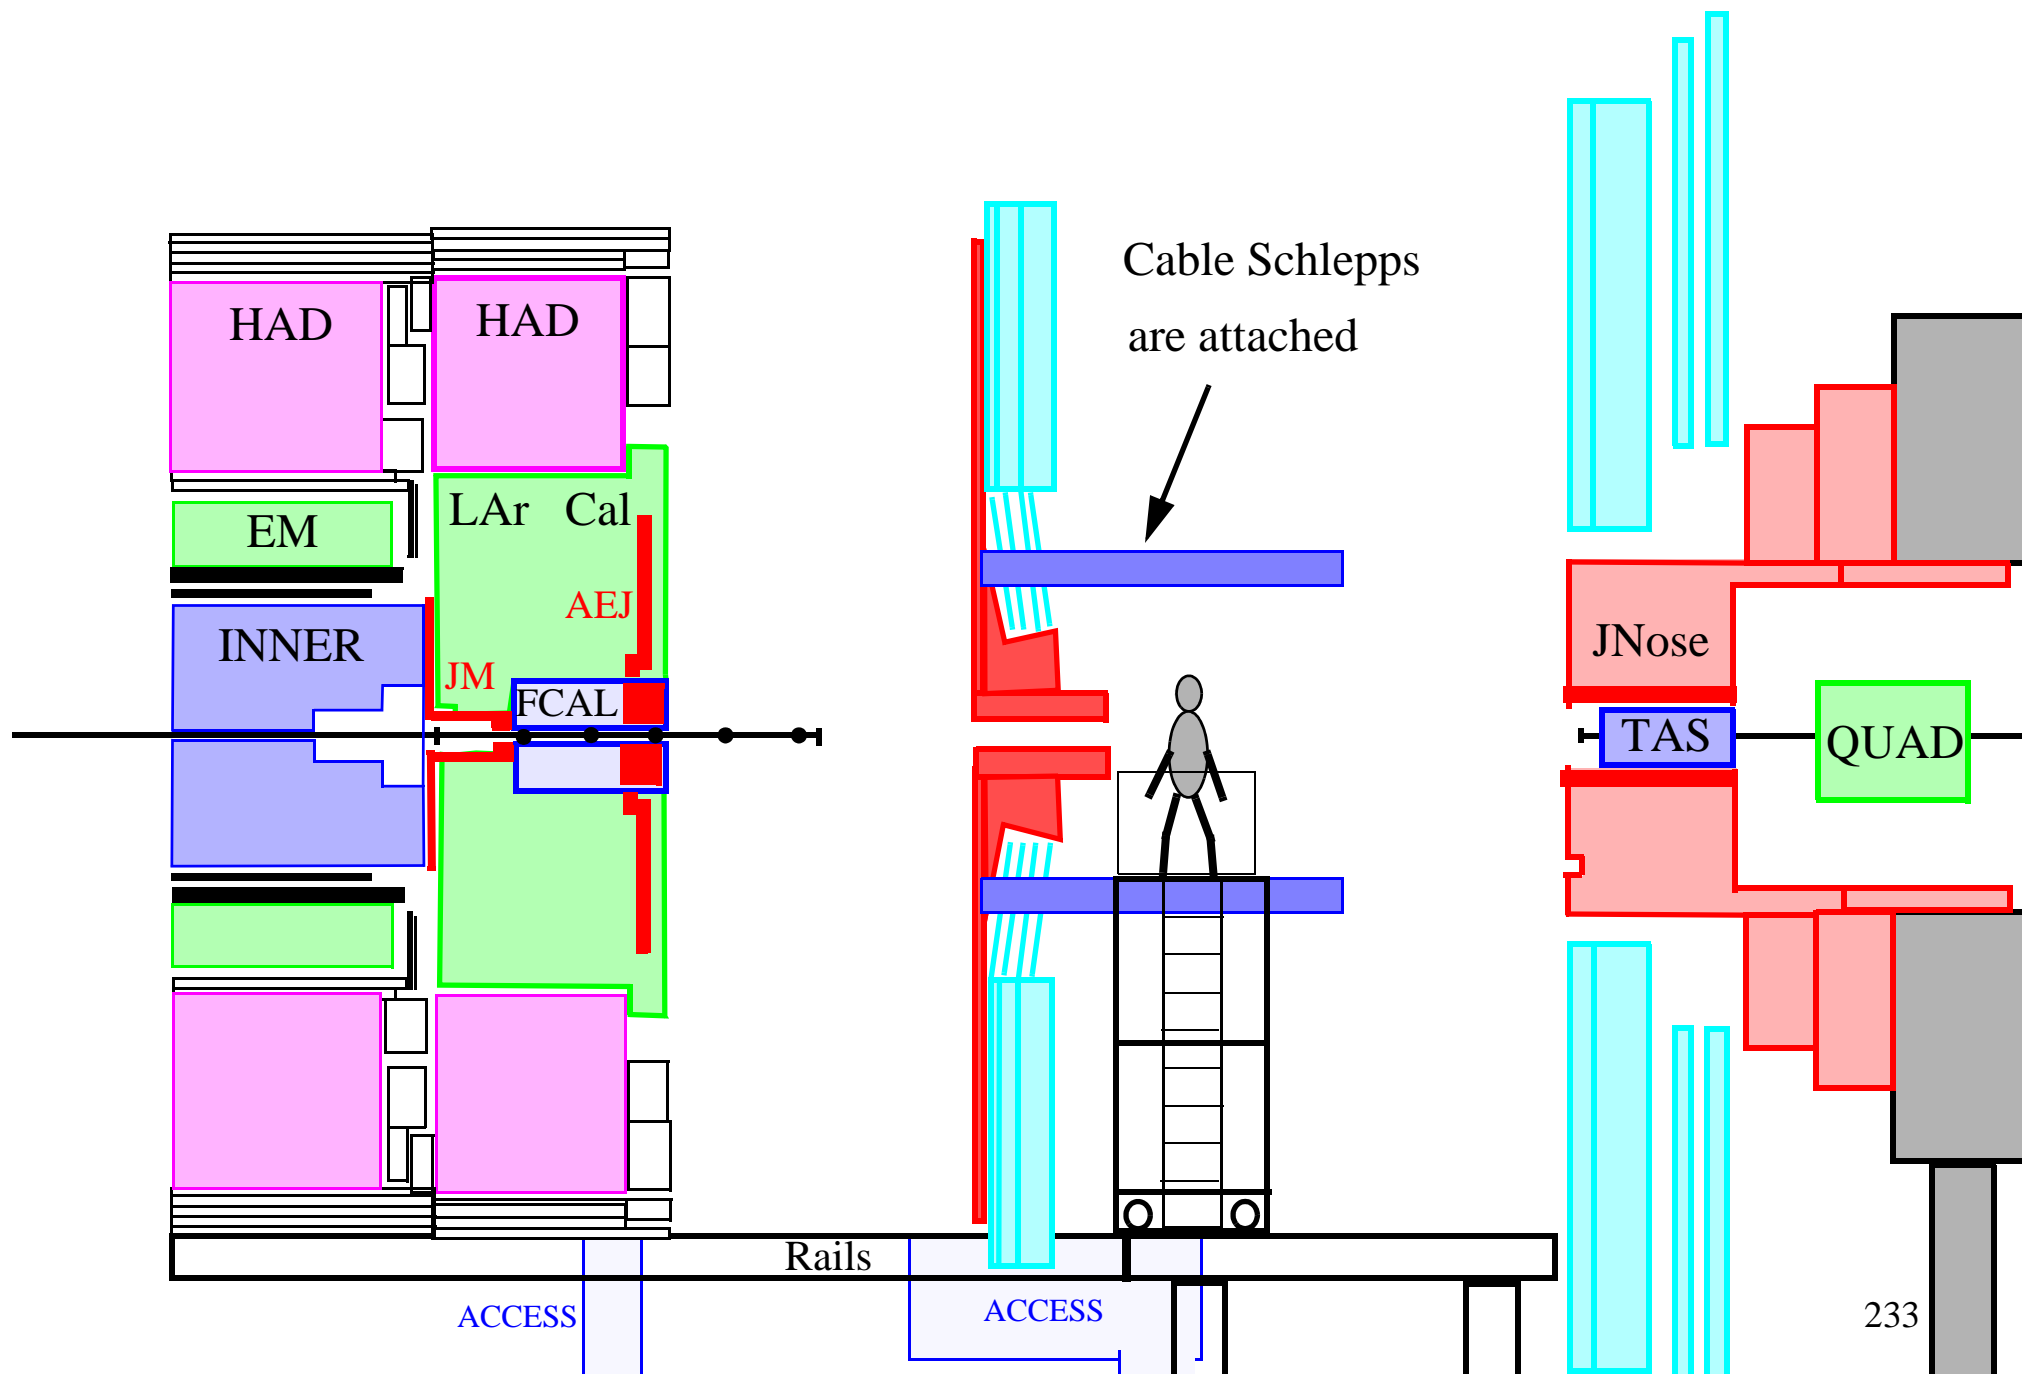 Cable Schlepps
are attached
HAD
HAD
LAr Cal
EM
AEJ
INNER
JM
FCAL
JNose
TAS
QUAD
Rails
ACCESS
ACCESS
233